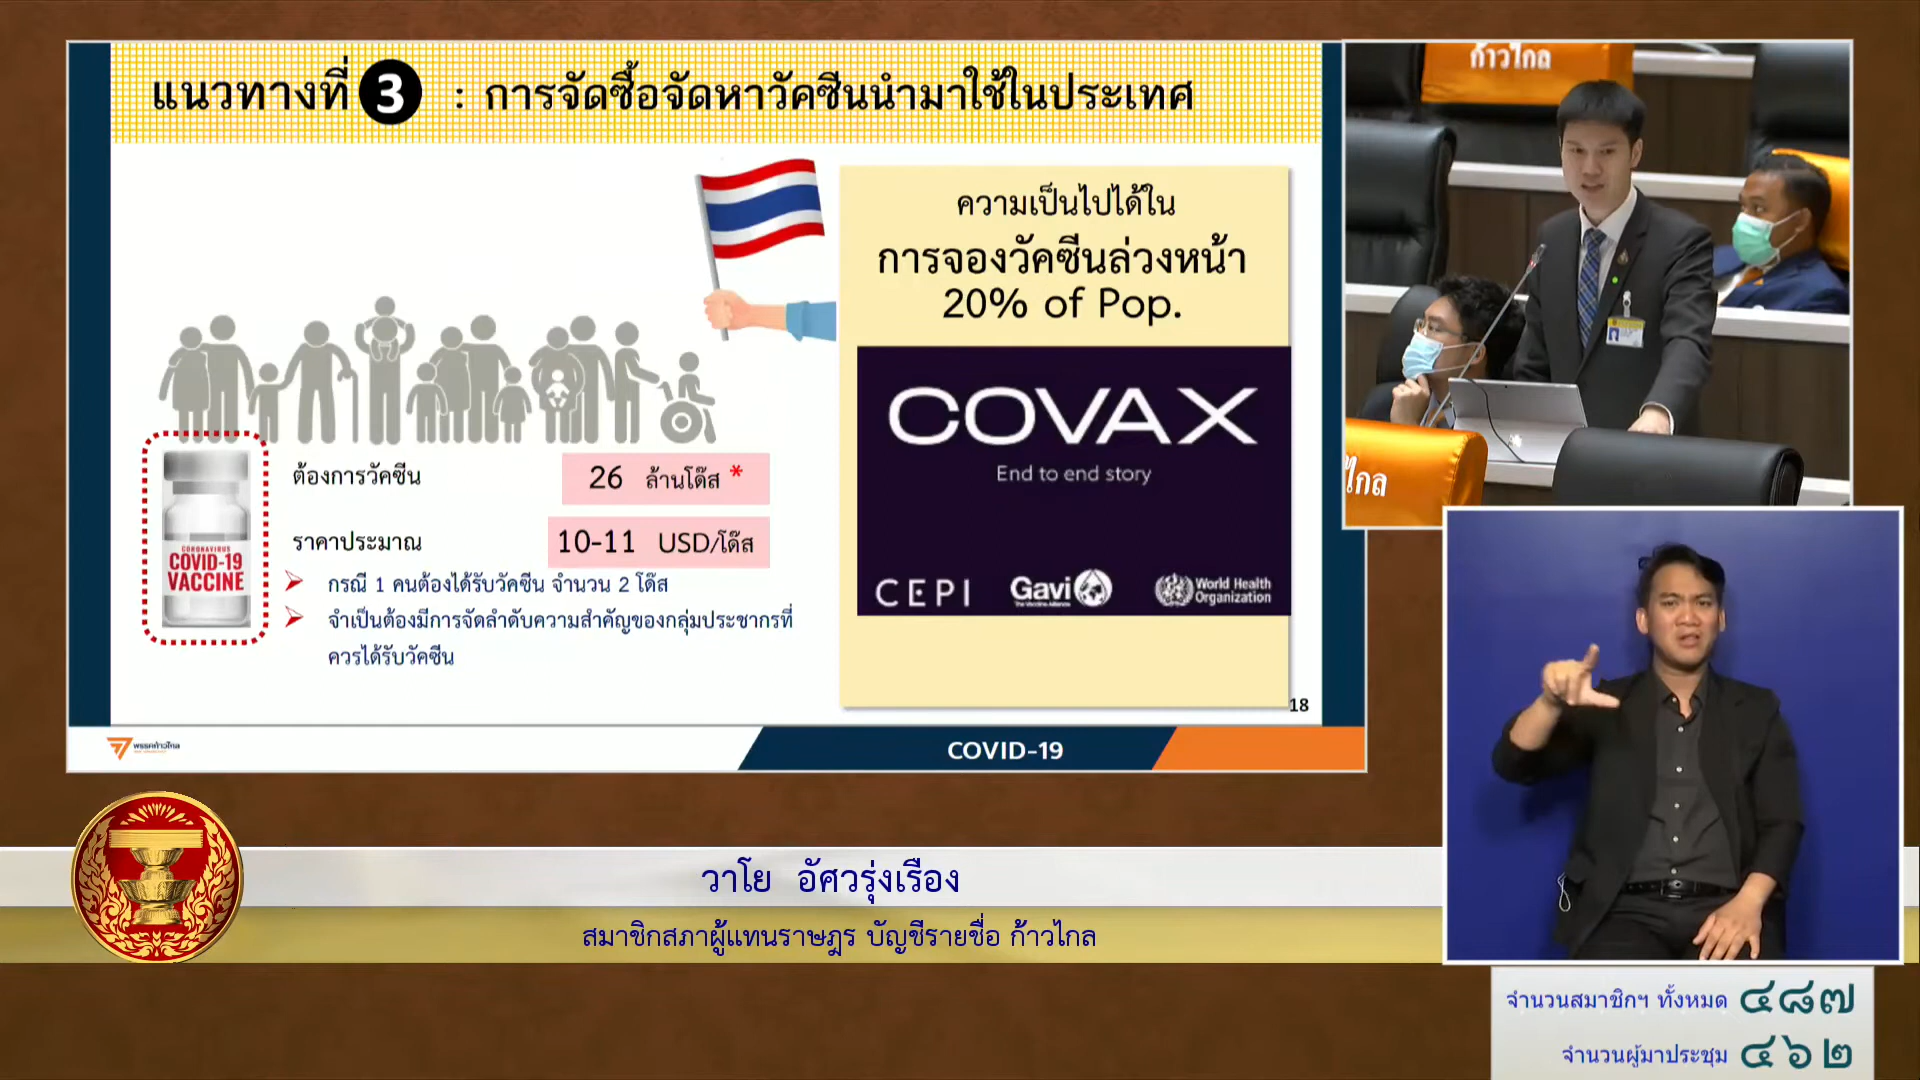 แนวทางที่ 3 : การจัดซื้อจัดหาวัคซีนนำมาใช้ในประเทศ
ความเป็นไปได้ใน
การจองวัคซีนล่วงหน้า
20% of Pop.
COVAX
End to end story
CEPI
Gavi
The Vaccine Alliance
World Health
Organization
CORONAVIRUS
COVID-19
VACCINE
ต้องการวัคซีน 26 ล้านโด๊ส *
ราคาประมาณ 10-11 USD/โด๊ส
กรณี 1 คนต้องได้รับวัคซีน จำนวน 2 โด๊ส
จำเป็นต้องมีการจัดลำดับความสำคัญของกลุ่มประชากรที่
ควรได้รับวัคซีน
18
พรรคก้าวไกล
COVID-19
ก้าวไกล
ไกล
วาโย อัศวรุ่งเรือง
สมาชิกสภาผู้แทนราษฎร บัญชีรายชื่อ ก้าวไกล
จำนวนสมาชิกฯ ทั้งหมด ๔๘๗
จำนวนผู้มาประชุม ๔๖๒